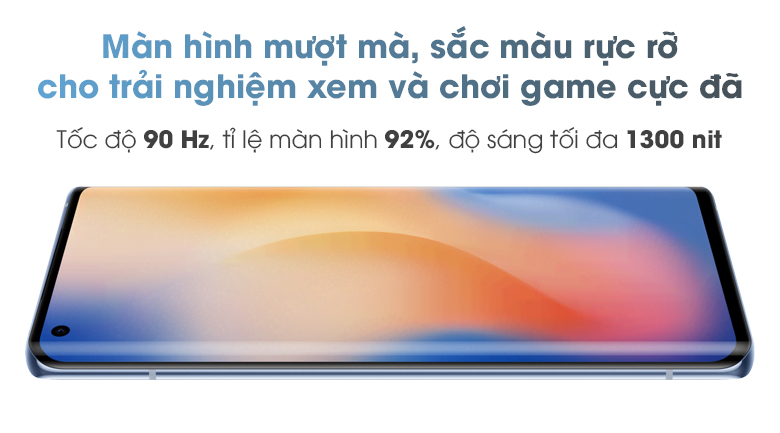 Màn hình mượt mà, sắc màu rực rỡ
cho trải nghiệm xem và chơi game cực đã
Tốc độ 90 Hz, tỉ lệ màn hình 92%, độ sáng tối đa 1300 nit